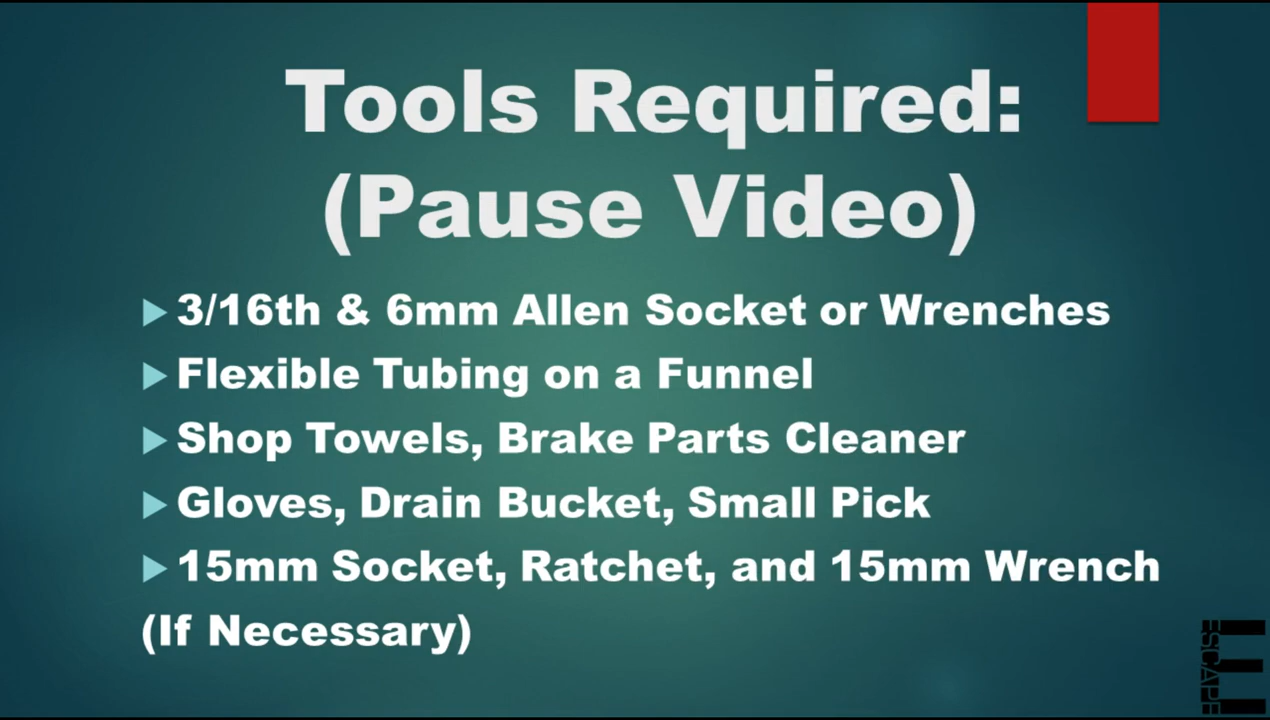 Tools Required:
(Pause Video)
3/16th & 6mm Allen Socket or Wrenches
Flexible Tubing on a Funnel
Shop Towels, Brake Parts Cleaner
Gloves, Drain Bucket, Small Pick
15mm Socket, Ratchet, and 15mm Wrench
(If Necessary)
ESCAPE